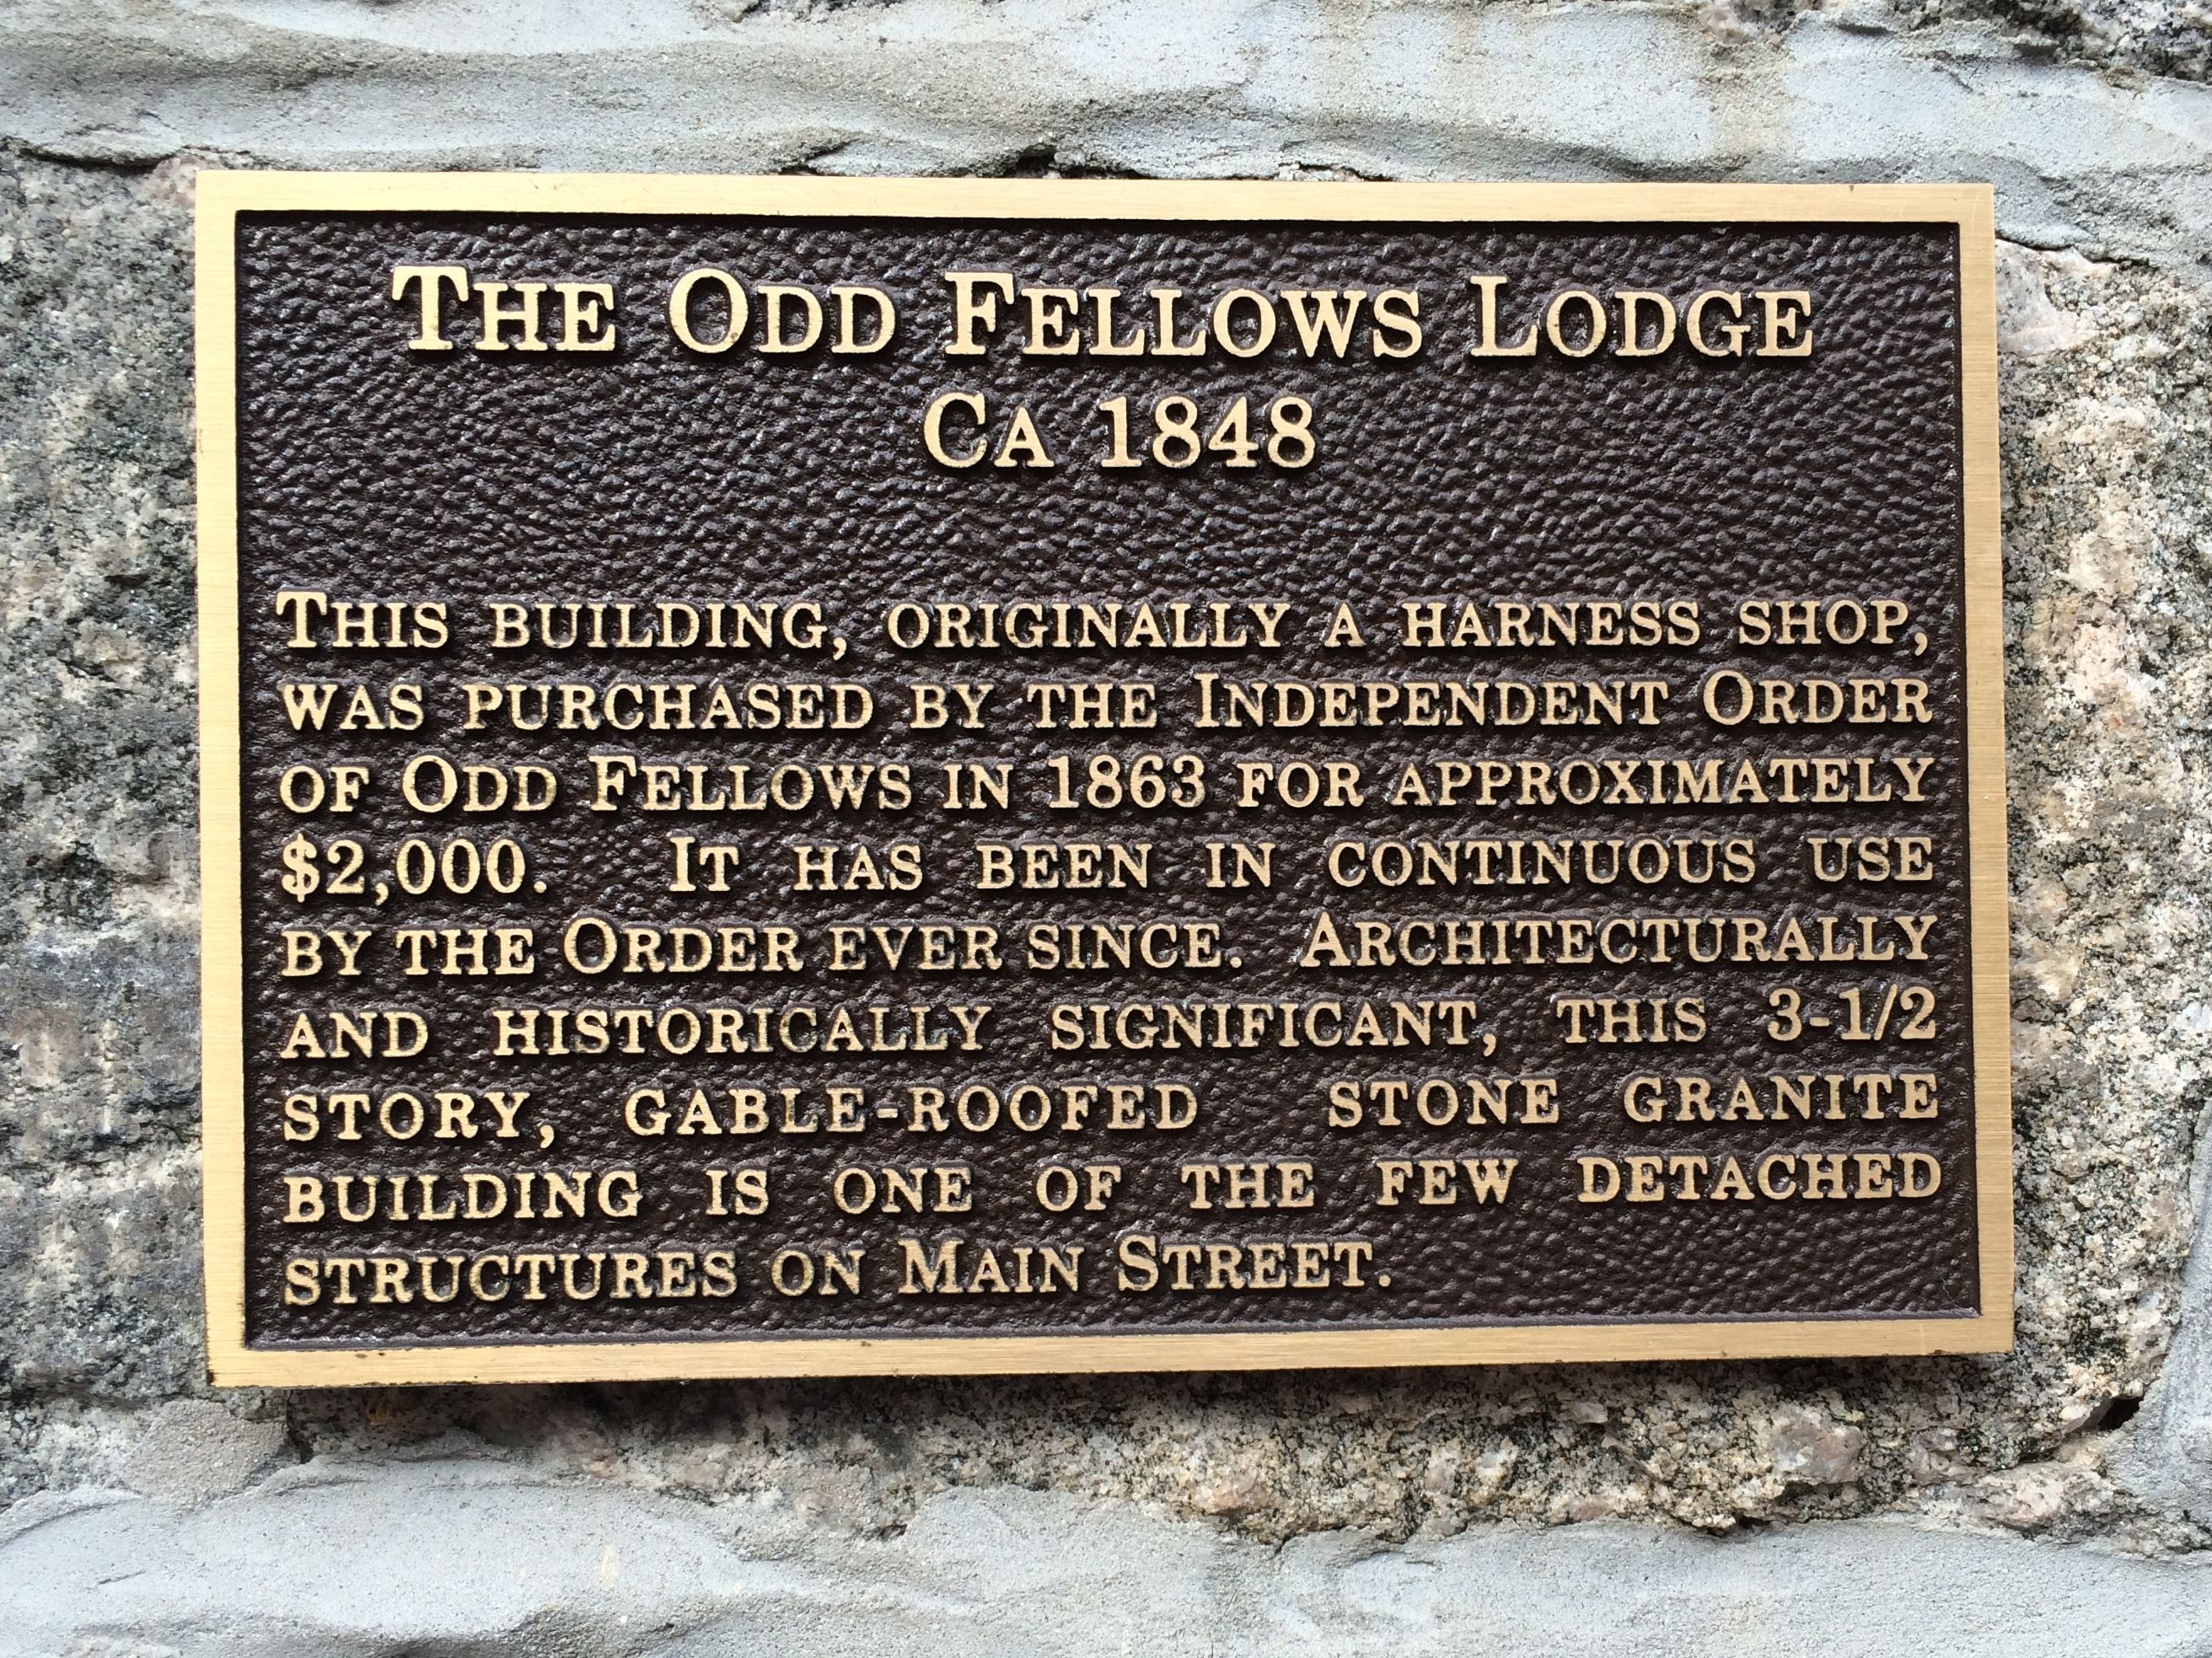 THE ODD FELLOWS LODGE
CA 1848
THIS BUILDING, ORIGINALLY A HARNESS SHOP,
WAS PURCHASED BY THE INDEPENDENT ORDER
OF ODD FELLOWS IN 1863 FOR APPROXIMATELY
$2,000. IT HAS BEEN IN CONTINUOUS USE
BY THE ORDER EVER SINCE. ARCHITECTURALLY
AND HISTORICALLY SIGNIFICANT, THIS 3-1/2
STORY, GABLE-ROOFED STONE GRANITE
BUILDING IS ONE OF THE FEW DETACHED
STRUCTURES ON MAIN STREET.